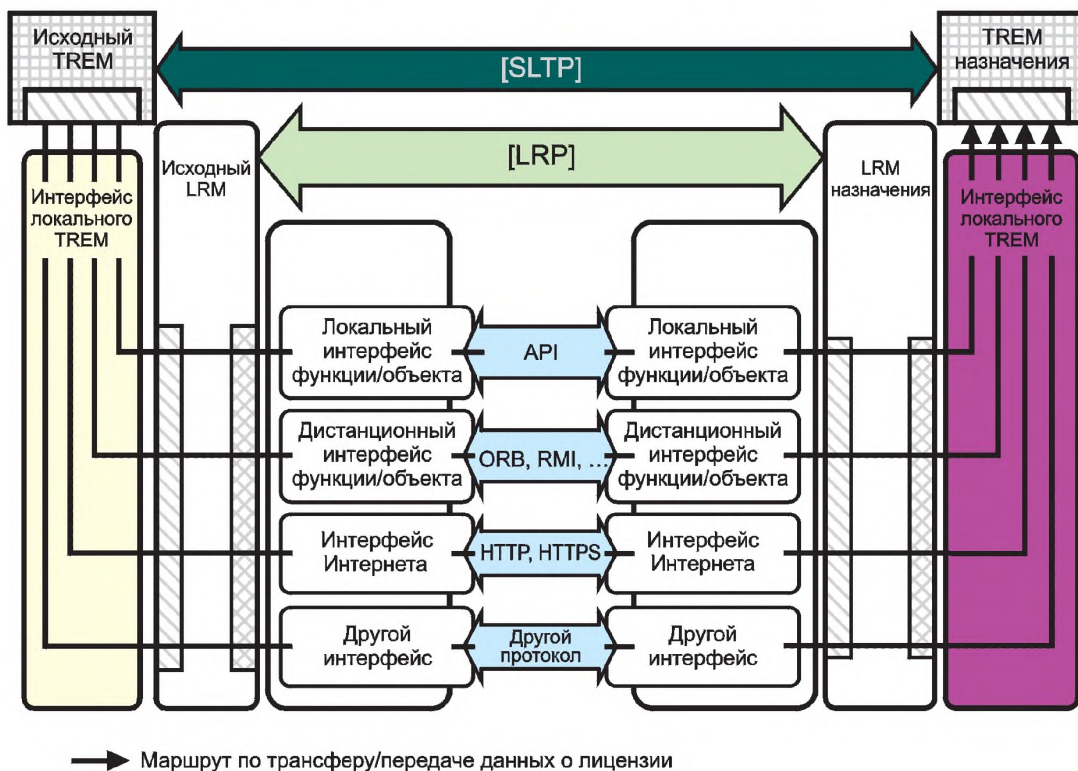 Исходный
TREM
[SLTP]
TREM
назначения
[LRP]
Исходный
LRM
LRM
назначения
Интерфейс
локального
TREM
Интерфейс
локального
TREM
Локальный
интерфейс
функции/объекта
API
Локальный
интерфейс
функции/объекта
Дистанционный
интерфейс
функции/объекта
ORB, RMI, ...
Дистанционный
интерфейс
функции/объекта
Интерфейс
Интернета
HTTP, HTTPS
Интерфейс
Интернета
Другой
интерфейс
Другой
протокол
Другой
интерфейс
Маршрут по трансферу/передаче данных о лицензии